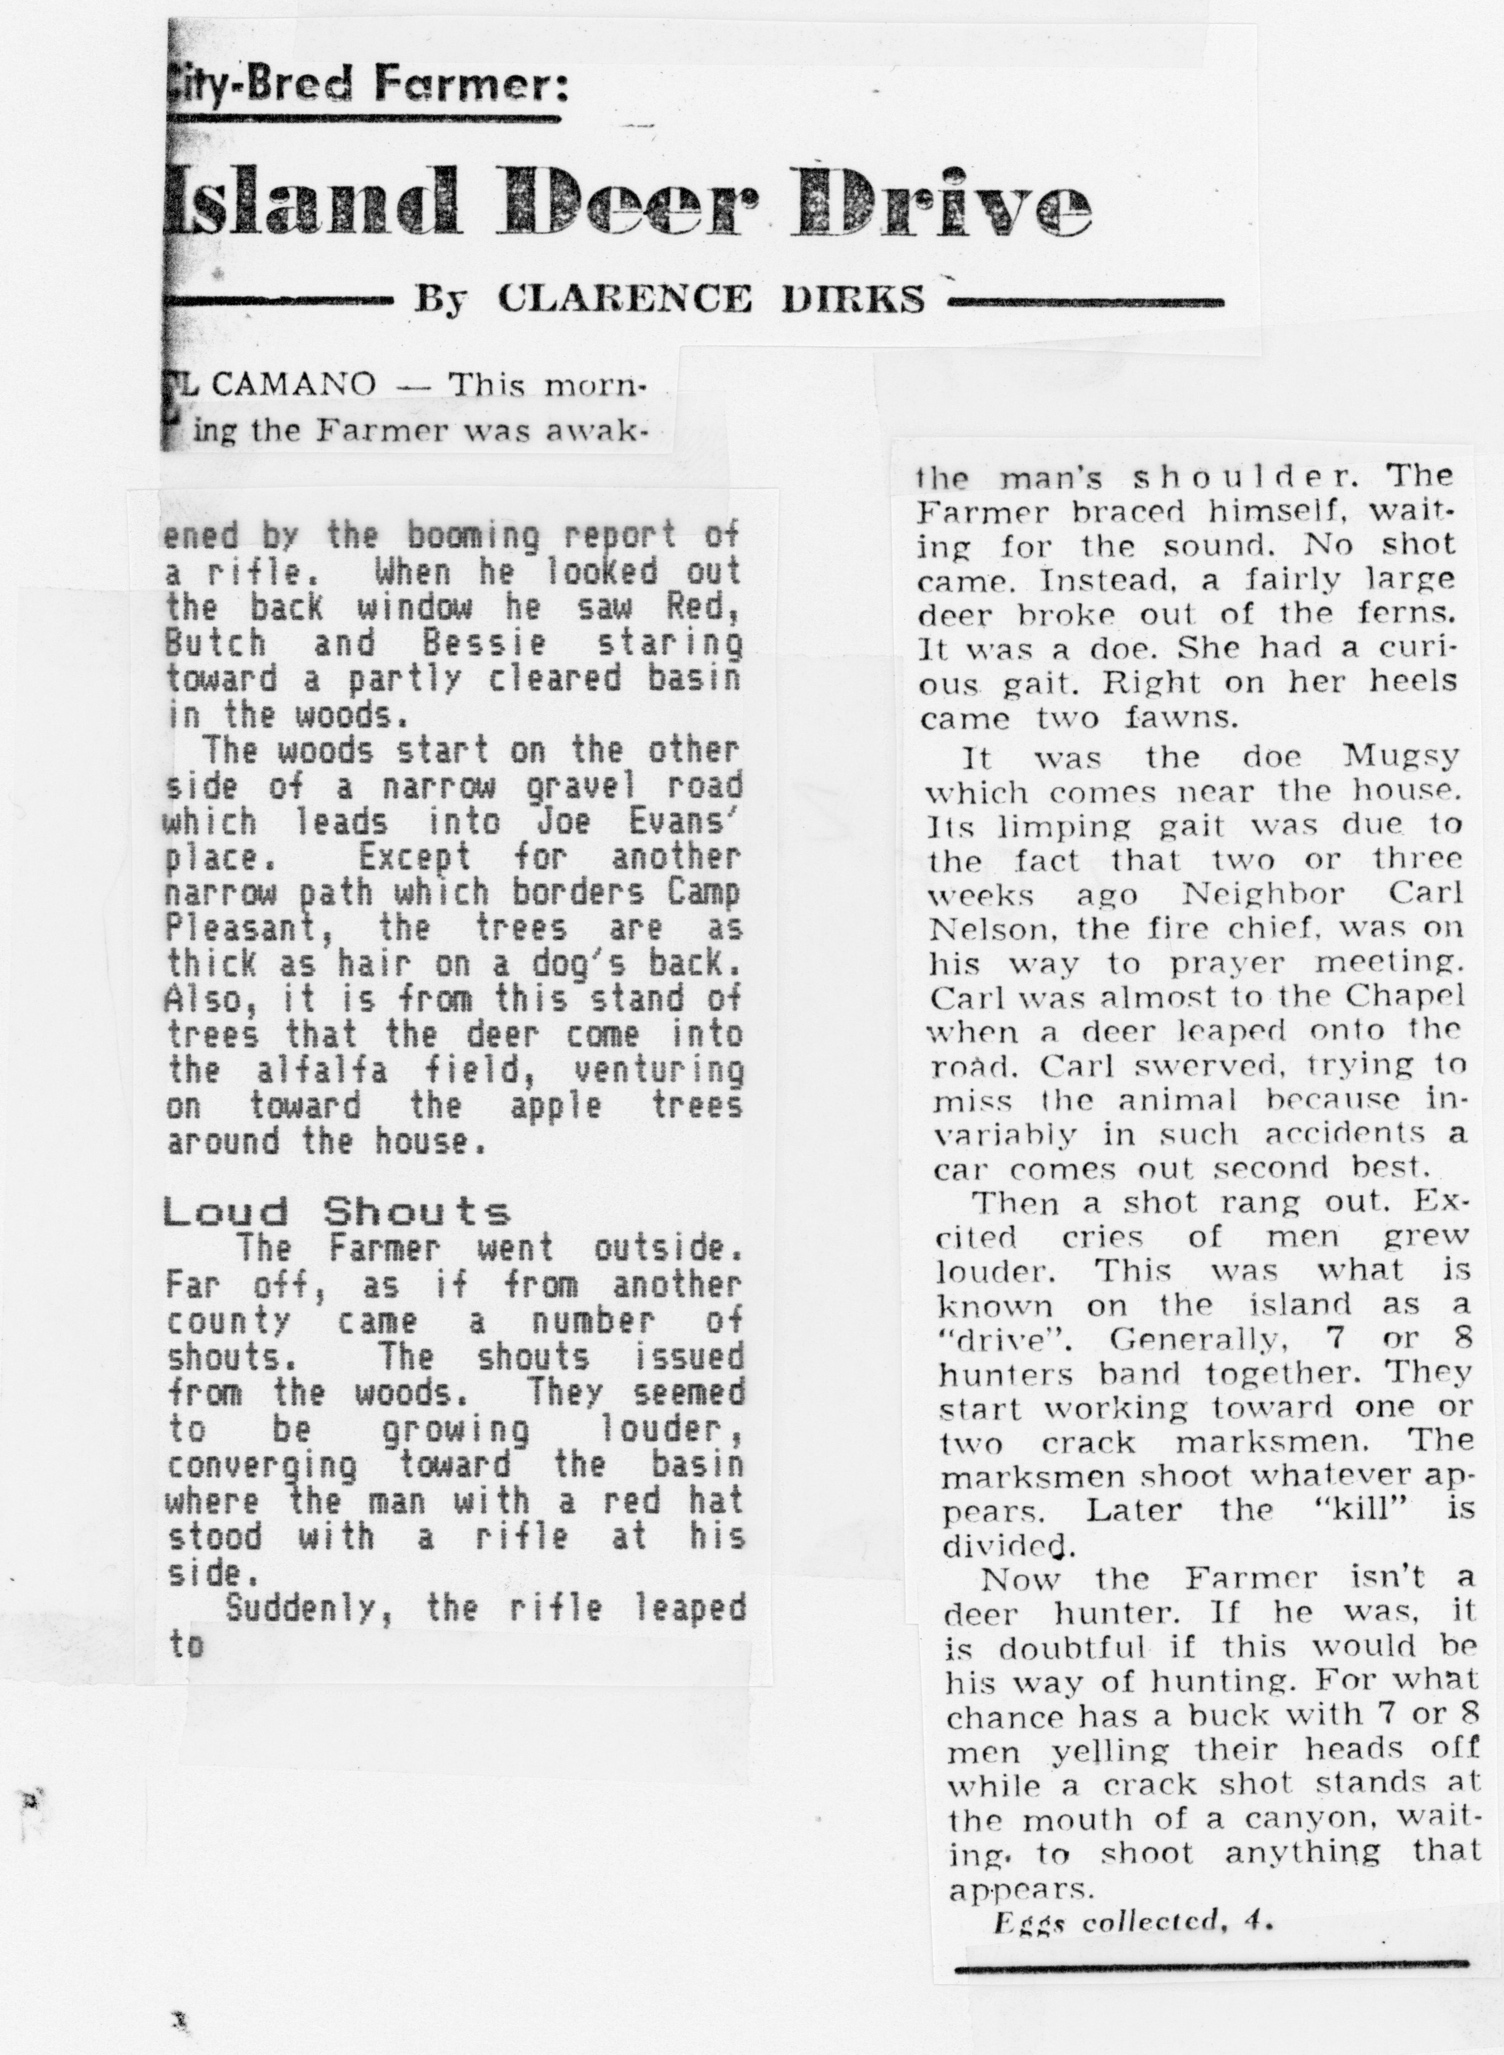 City-Bred Farmer:
Island Deer Drive
By CLARENCE DIRKS
EL CAMANO — This morn-
ing the Farmer was awak-
ened by the booming report of
a rifle. When he looked out
the back window he saw Red,
Butch and Bessie staring
toward a partly cleared basin
in the woods.
The woods start on the other
side of a narrow gravel road
which leads into Joe Evans'
place. Except for another
narrow path which borders Camp
Pleasant, the trees are as
thick as hair on a dog's back.
Also, it is from this stand of
trees that the deer come into
the alfalfa field, venturing
on toward the apple trees
around the house.
Loud Shouts
The Farmer went outside.
Far off, as if from another
county came a number of
shouts. The shouts issued
from the woods. They seemed
to be growing louder,
converging toward the basin
where the man with a red hat
stood with a rifle at his
side.
Suddenly, the rifle leaped
to
the man's shoulder. The
Farmer braced himself, wait-
ing for the sound. No shot
came. Instead, a fairly large
deer broke out of the ferns.
It was a doe. She had a curi-
ous gait. Right on her heels
came two fawns.
It was the doe Mugsy
which comes near the house.
Its limping gait was due to
the fact that two or three
weeks ago Neighbor Carl
Nelson, the fire chief, was on
his way to prayer meeting.
Carl was almost to the Chapel
when a deer leaped onto the
road. Carl swerved, trying to
miss the animal because in-
variably in such accidents a
car comes out second best.
Then a shot rang out. Ex-
cited cries of men grew
louder. This was what is
known on the island as a
"drive". Generally, 7 or 8
hunters band together. They
start working toward one or
two crack marksmen. The
marksmen shoot whatever ap-
pears. Later the "kill" is
divided.
Now the Farmer isn't a
deer hunter. If he was, it
is doubtful if this would be
his way of hunting. For what
chance has a buck with 7 or 8
men yelling their heads off
while a crack shot stands at
the mouth of a canyon, wait-
ing. to shoot anything that
appears.
Eggs collected, 4.